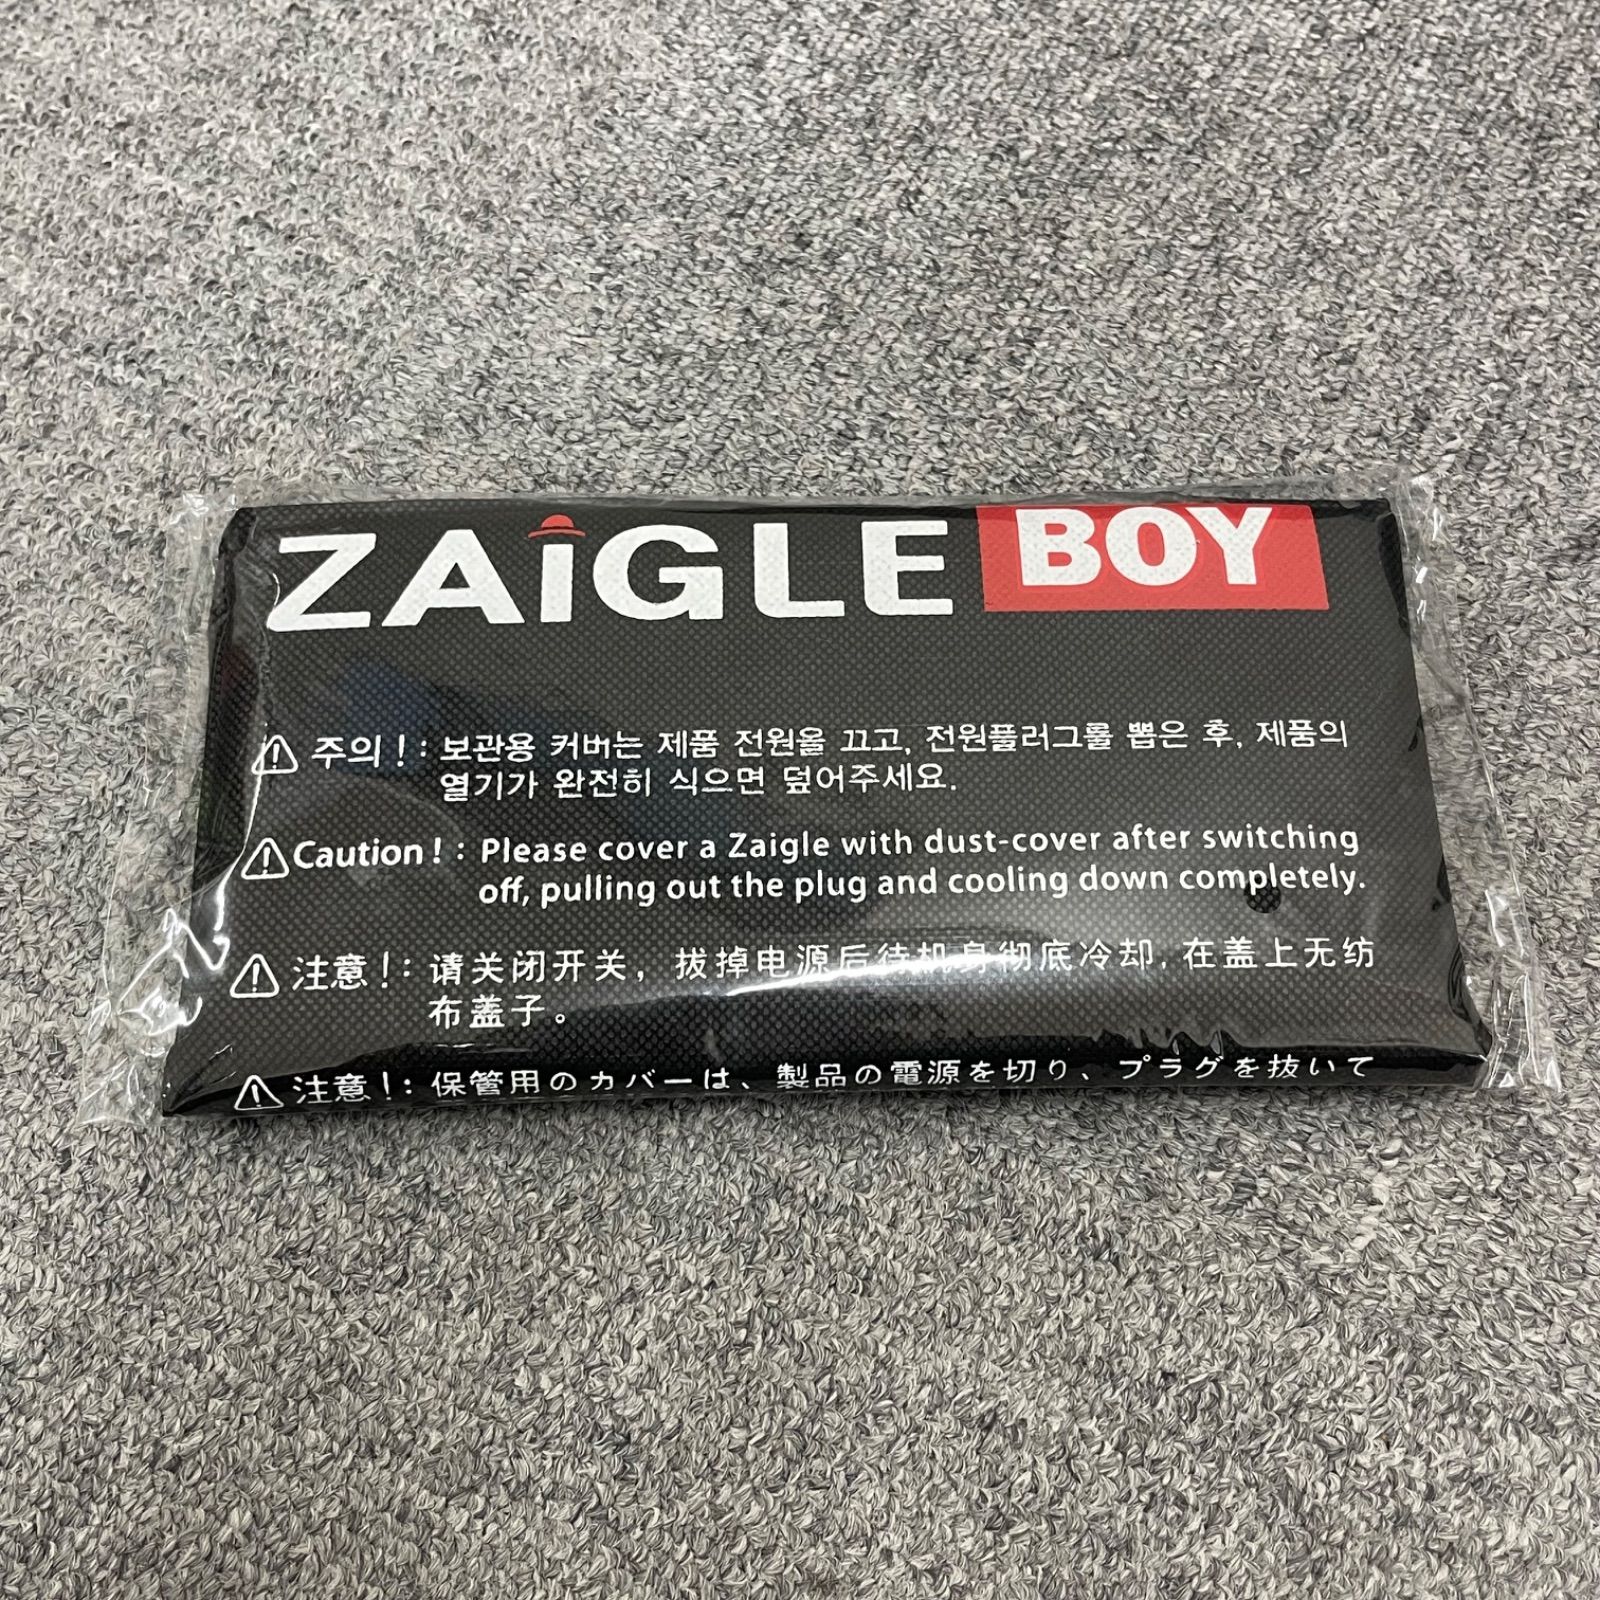 ZAiGLE BOY
주의! : 보관용 커버는 제품 전원을 끄고, 전원플러그를 뽑은 후, 제품의
열기가 완전히 식으면 덮어주세요.
Caution! : Please cover a Zaigle with dust-cover after switching
off, pulling out the plug and cooling down completely.
注意! : 请关闭开关，拔掉电源后待机身彻底冷却, 在盖上无纺
布盖子。
注意! : 保管用のカバーは、製品の電源を切り、プラグを抜いて